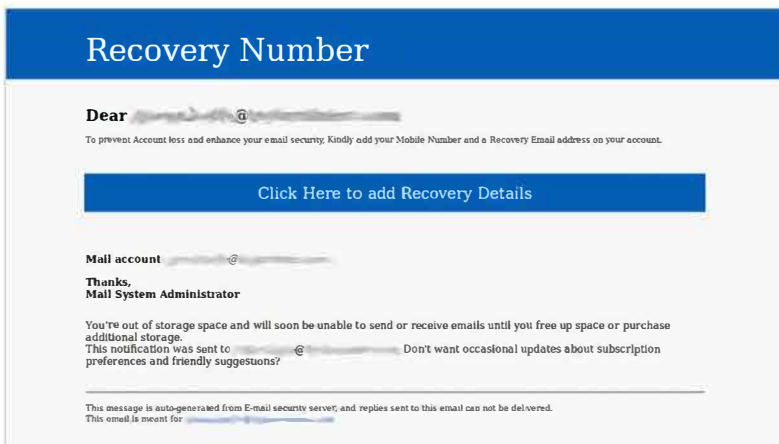 Recovery Number
Dear @
To prevent Account loss and enhance your email security, Kindly add your Mobile Number and a Recovery Email address on your account.
Click Here to add Recovery Details
Mail account @
Thanks,
Mail System Administrator
You're out of storage space and will soon be unable to send or receive emails until you free up space or purchase
additional storage.
This notification was sent to @ Don't want occasional updates about subscription
preferences and friendly suggestions?
This message is auto-generated from E-mail security server, and replies sent to this email can not be delivered.
This email is meant for